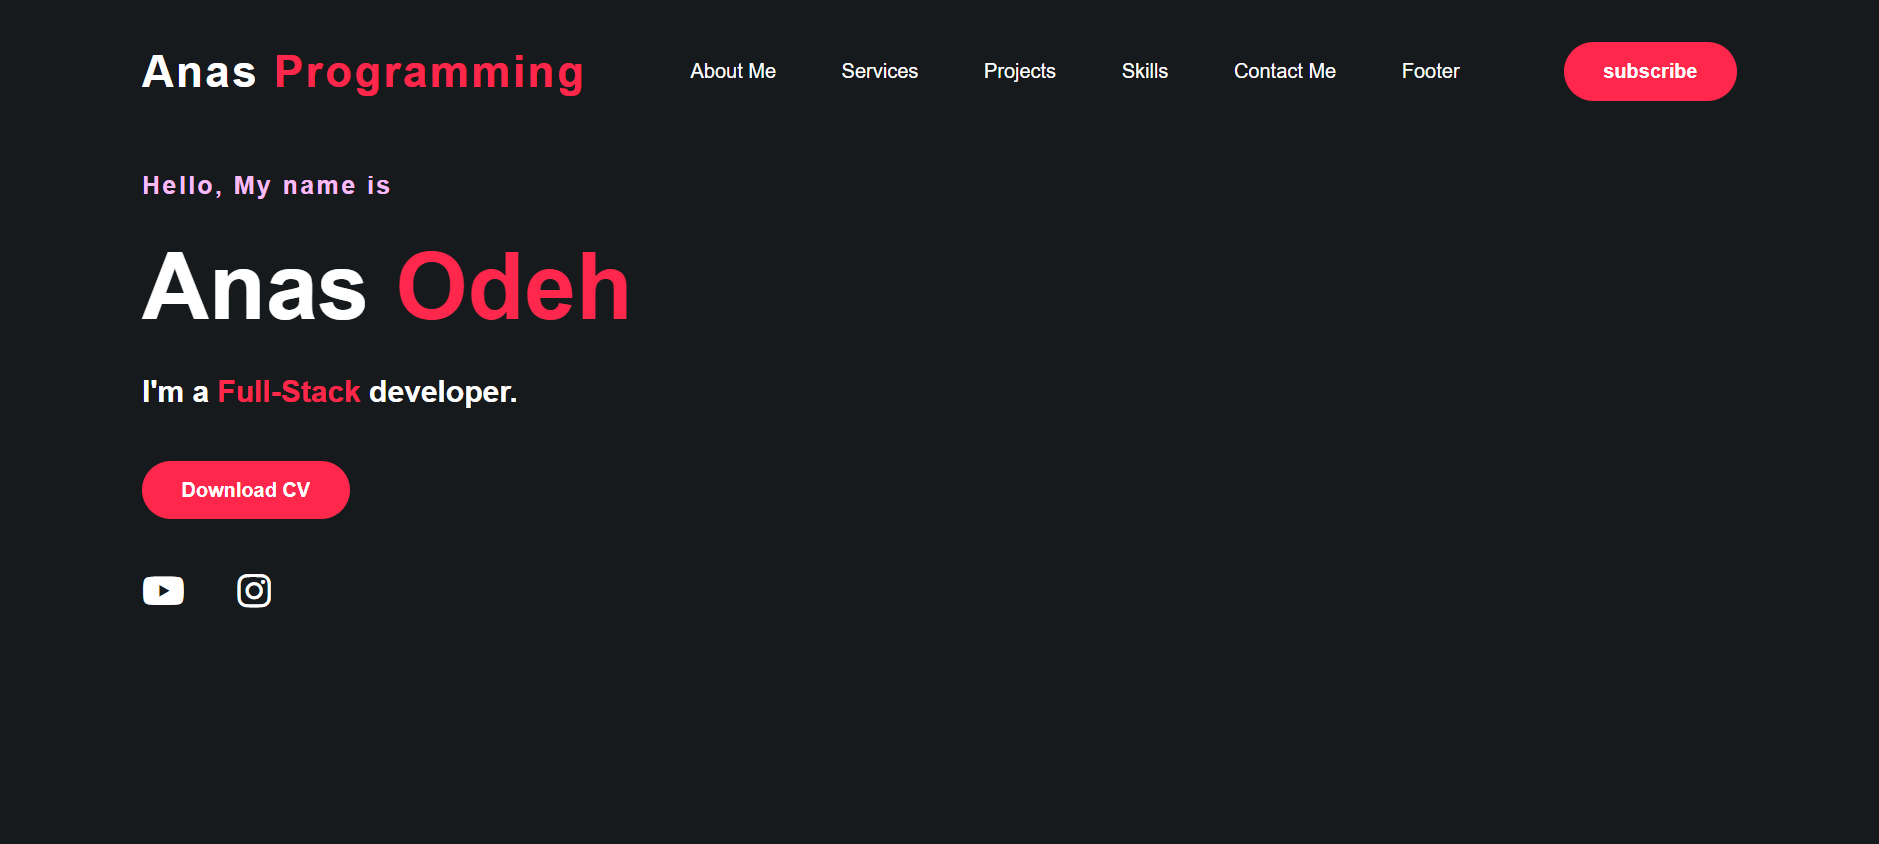 Anas Programming
About Me
Services
Projects
Skills
Contact Me
Footer
subscribe
Hello, My name is
Anas Odeh
I'm a Full-Stack developer.
Download CV